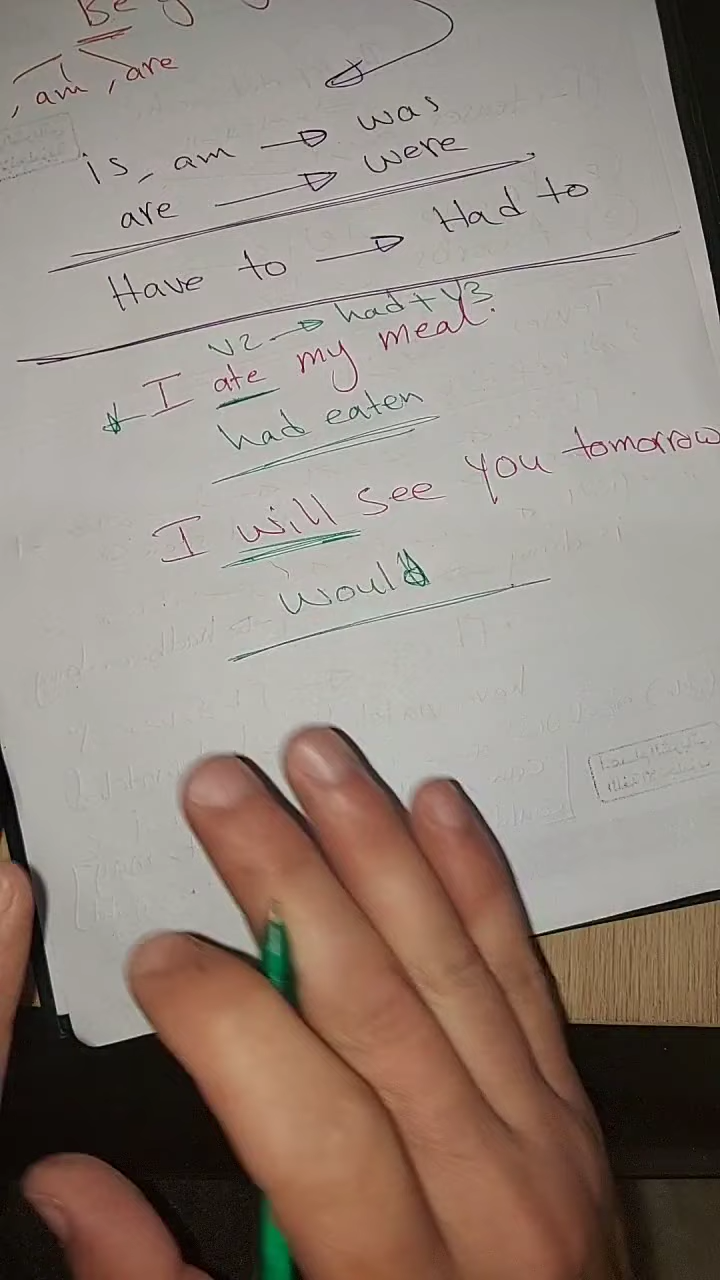 Be
, am , are
is, am → was
are → were
Have to → Had to
V2 → had + V3
I ate my meal.
had eaten
I will see you tomorrow
would